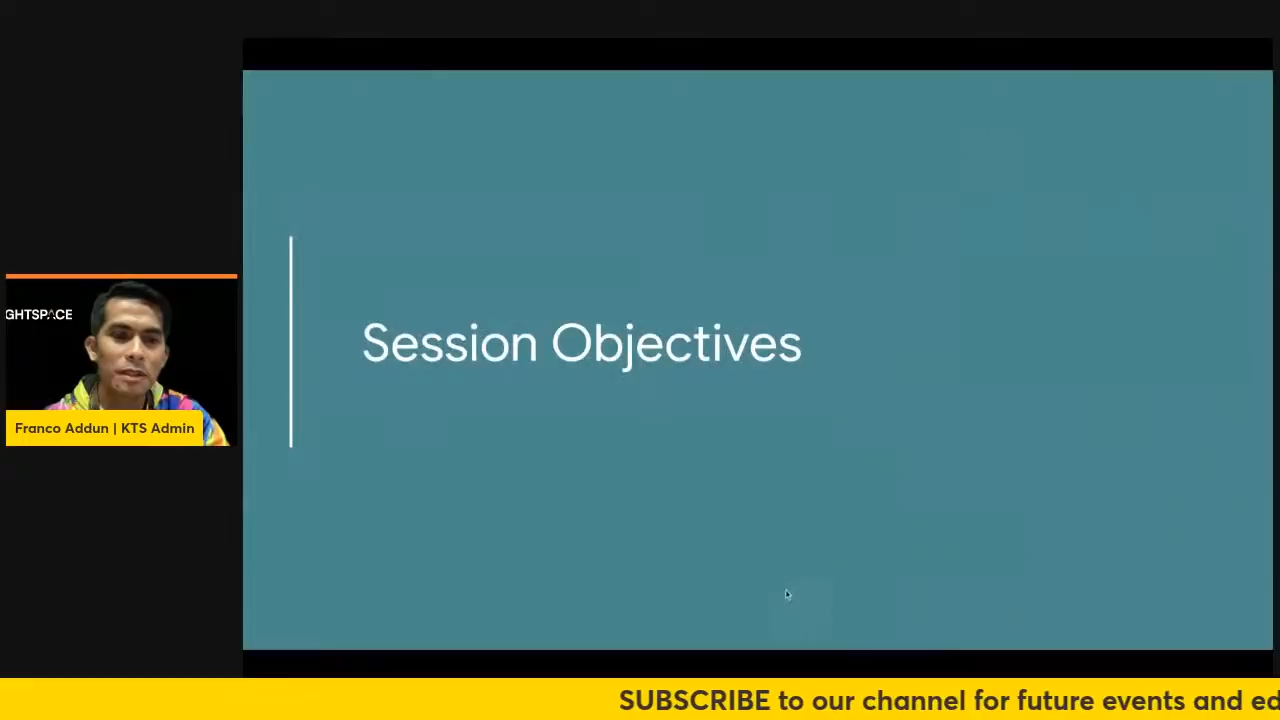 Session Objectives
GHTSPACE
Franco Addun | KTS Admin
SUBSCRIBE to our channel for future events and ed